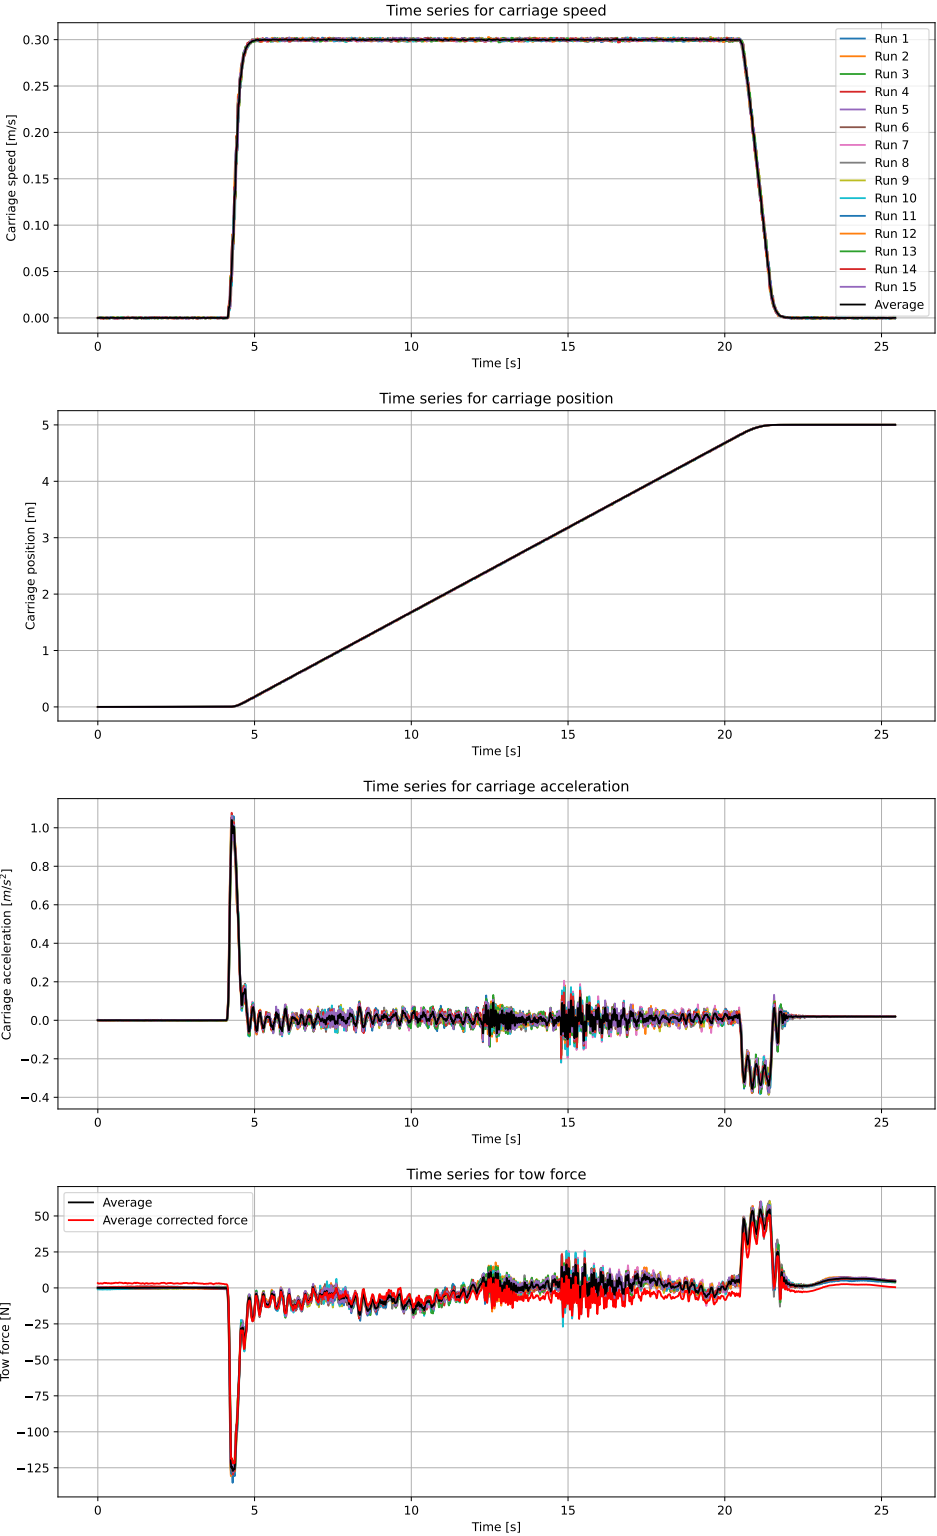 Time series for carriage speed
Carriage speed [m/s]
0.30
0.25
0.20
0.15
0.10
0.05
0.00
Run 1
Run 2
Run 3
Run 4
Run 5
Run 6
Run 7
Run 8
Run 9
Run 10
Run 11
Run 12
Run 13
Run 14
Run 15
Average
0 5 10 15 20 25
Time [s]
Time series for carriage position
Carriage position [m]
5
4
3
2
1
0
0 5 10 15 20 25
Time [s]
Time series for carriage acceleration
Carriage acceleration [m/s²]
1.0
0.8
0.6
0.4
0.2
0.0
−0.2
−0.4
0 5 10 15 20 25
Time [s]
Time series for tow force
Tow force [N]
Average
Average corrected force
50
25
0
−25
−50
−75
−100
−125
0 5 10 15 20 25
Time [s]